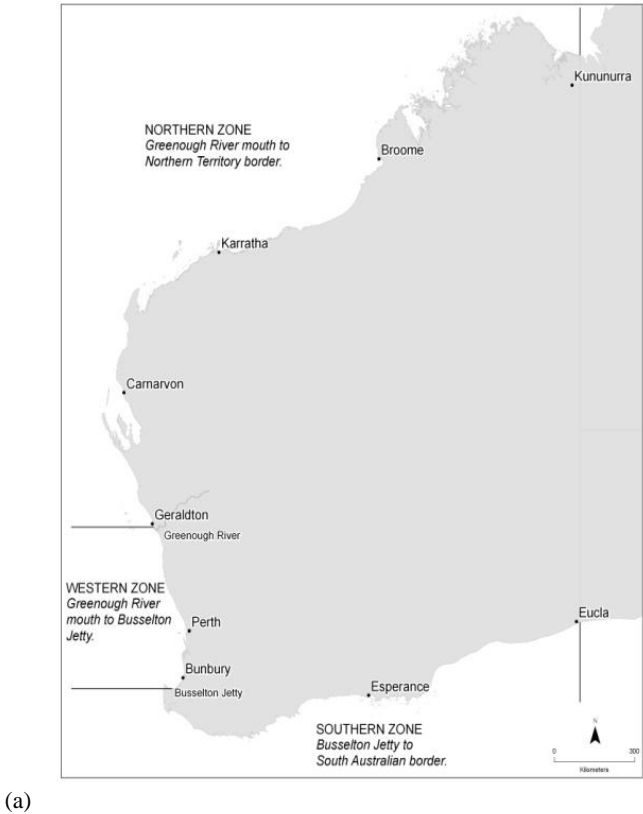 Kununurra
NORTHERN ZONE
Greenough River mouth to
Northern Territory border.
Broome
Karratha
Carnarvon
Geraldton
Greenough River
WESTERN ZONE
Greenough River
mouth to Busselton
Jetty.
Perth
Eucla
Bunbury
Busselton Jetty
Esperance
SOUTHERN ZONE
Busselton Jetty to
South Australian border.
N
0 300
Kilometers
(a)